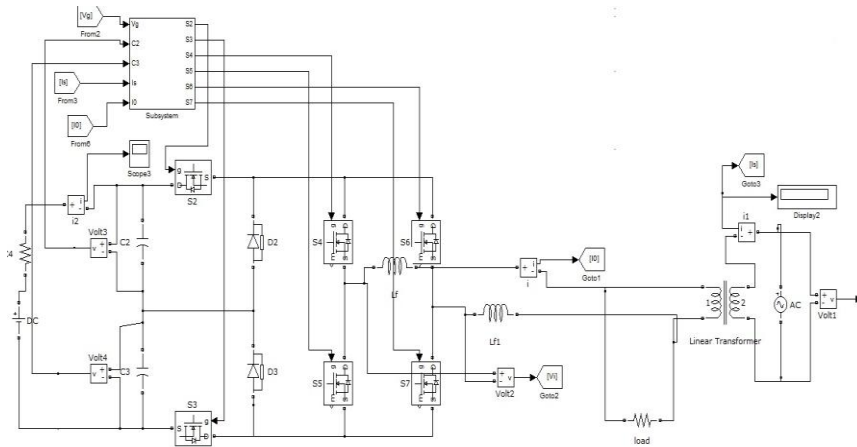 [Vg]
From2
Vg
C2
C3
Is
I0
S2
S3
S4
S5
S6
S7
Subsystem
[Is]
From3
[I0]
From6
Scope3
i
+
-
i2
g
D
S
S2
Volt3
+
-
v
C2
DC
Volt4
+
-
v
C3
S3
g
S
D
D2
D3
S4
g
E
S6
g
E
Lf
S5
g
E
S7
g
E
+
i
-
i
[I0]
Goto1
Lf1
+
-
v
Volt2
[Vi]
Goto2
load
1
2
Linear Transformer
[Is]
Goto3
Display2
i1
i
-
+
AC
+
-
v
Volt1